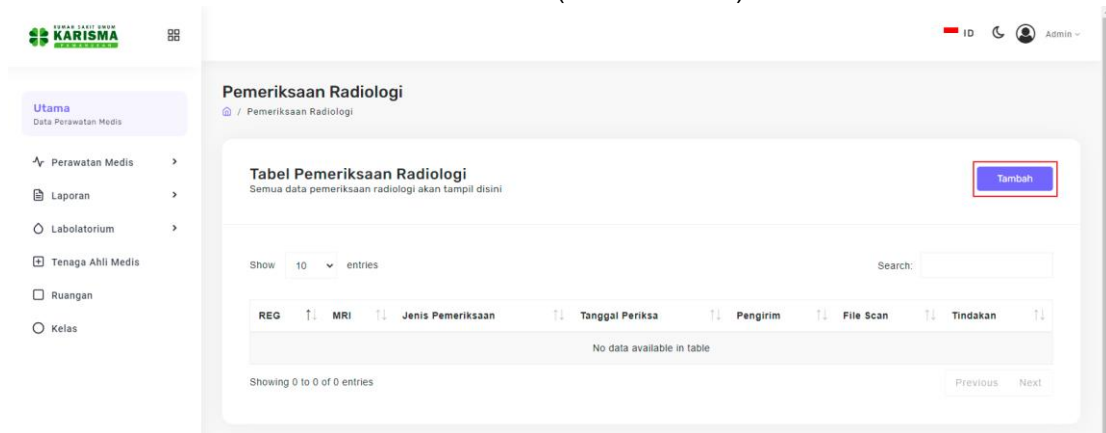 RUMAH SAKIT UMUM
KARISMA
ID
Admin
Utama
Data Perawatan Medis
Perawatan Medis
Laporan
Labolatorium
Tenaga Ahli Medis
Ruangan
Kelas
Pemeriksaan Radiologi
/ Pemeriksaan Radiologi
Tabel Pemeriksaan Radiologi
Semua data pemeriksaan radiologi akan tampil disini
Tambah
Show 10 entries
Search:
REG MRI Jenis Pemeriksaan Tanggal Periksa Pengirim File Scan Tindakan
No data available in table
Showing 0 to 0 of 0 entries
Previous Next